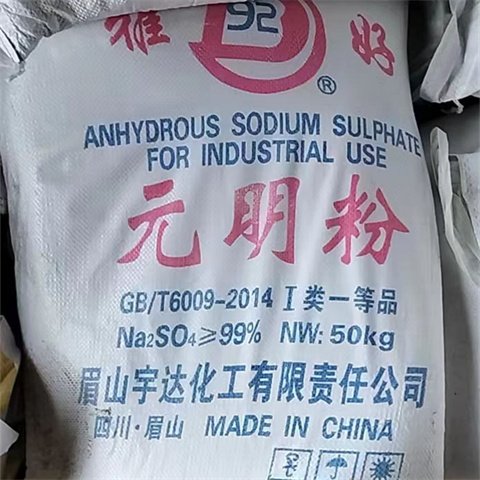 雅 92 好
®
ANHYDROUS SODIUM SULPHATE
FOR INDUSTRIAL USE
元明粉
GB/T6009-2014 I类一等品
Na₂SO₄≥99% NW: 50kg
眉山宇达化工有限责任公司
四川·眉山 MADE IN CHINA